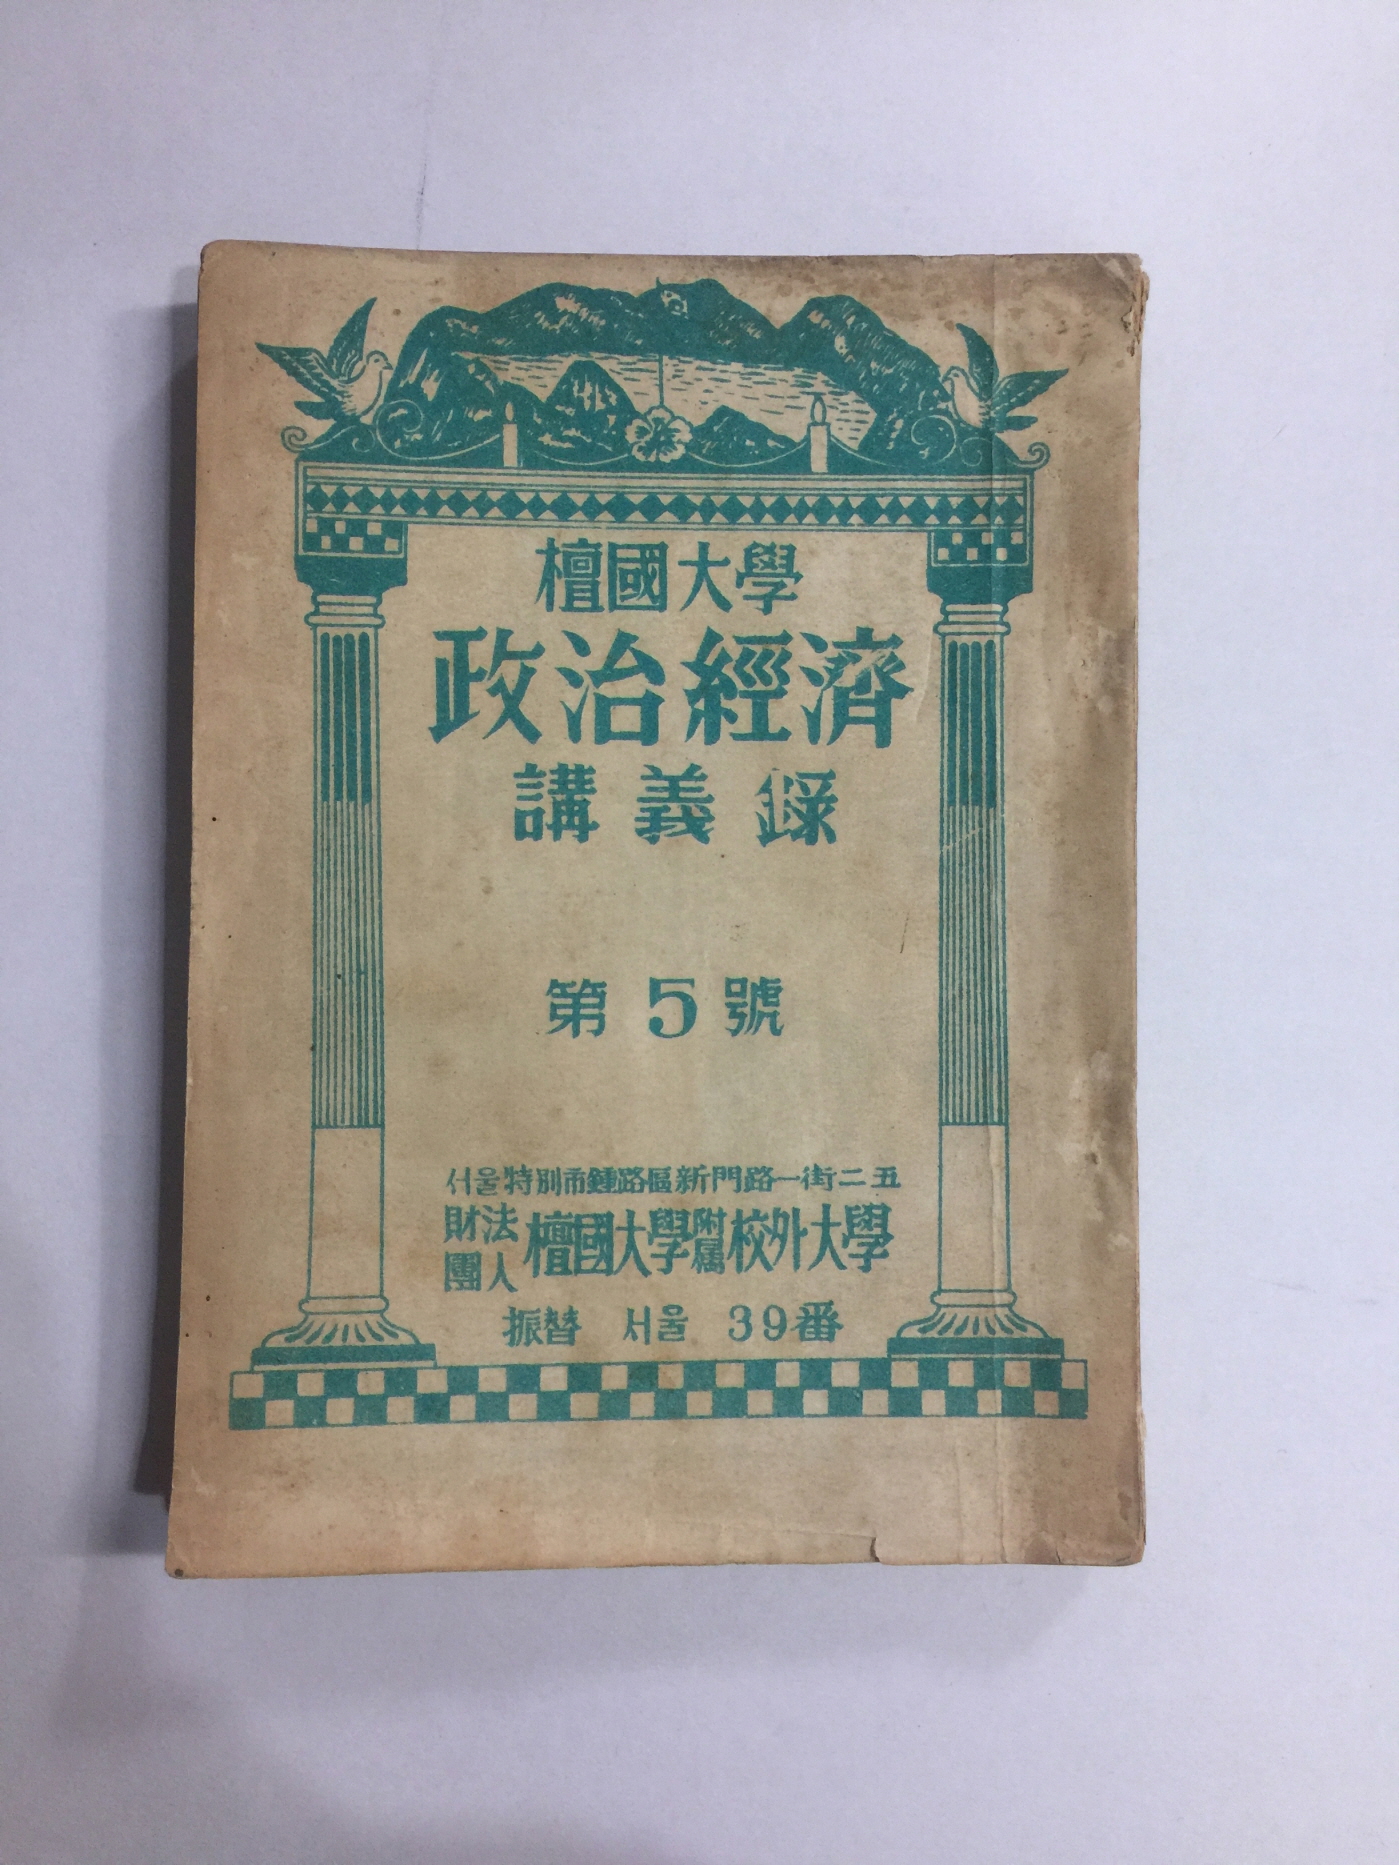 檀國大學
政治經濟
講義錄
第5號
서울特別市鍾路區新門路一街二五
財團法人 檀國大學附属校外大學
振替 서울 39番